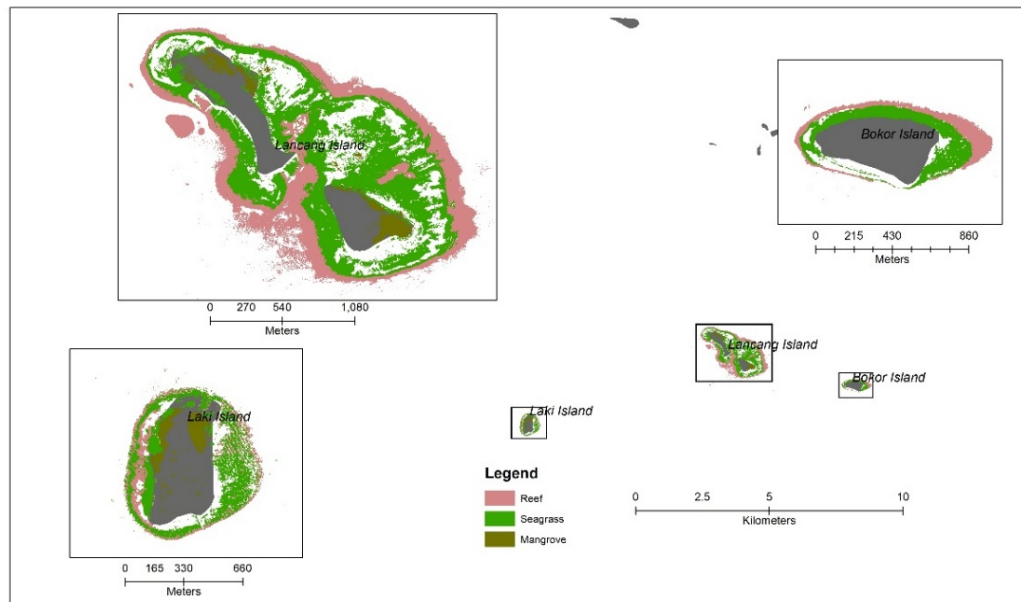 Lancang Island
0 270 540 1,080
Meters
Bokor Island
0 215 430 860
Meters
Laki Island
0 165 330 660
Meters
Lancang Island
Bokor Island
Laki Island
Legend
Reef
Seagrass
Mangrove
0 2.5 5 10
Kilometers